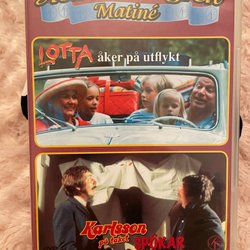 Matiné
LOTTA åker på utflykt
Karlsson
på taket SPÖKAR